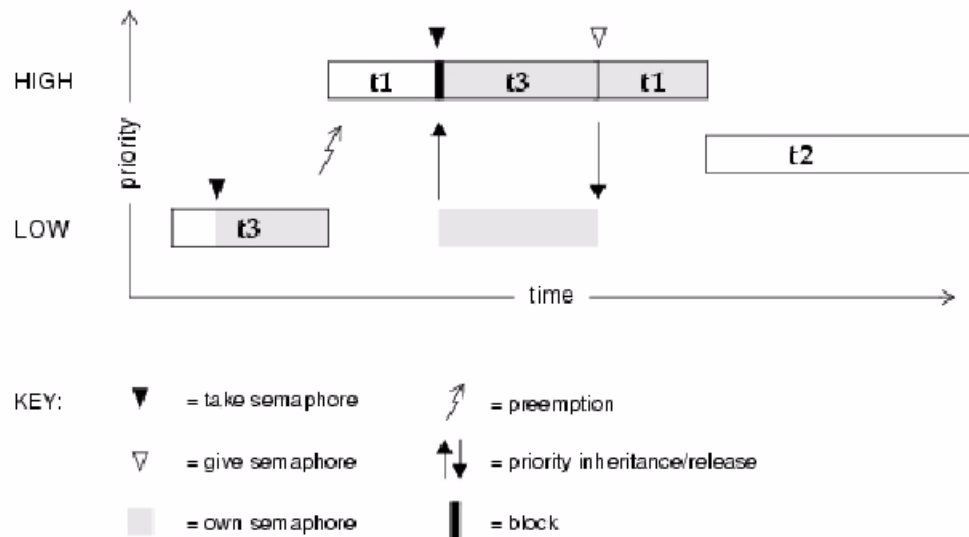 HIGH
t1
t3
t1
priority
t2
LOW
t3
time
KEY:
= take semaphore
= preemption
= give semaphore
= priority inheritance/release
= own semaphore
= block